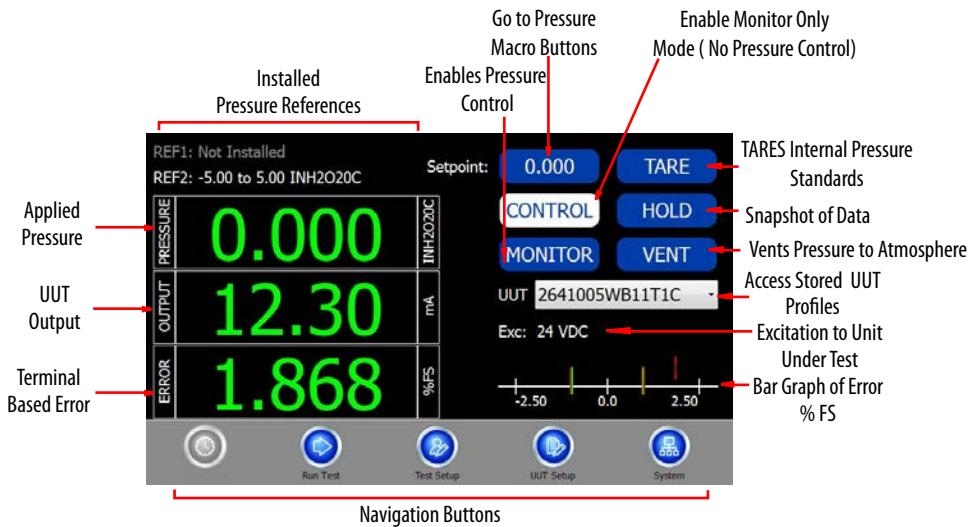 Go to Pressure
Macro Buttons
Enable Monitor Only
Mode ( No Pressure Control)
Installed
Pressure References
Enables Pressure
Control
REF1: Not Installed
REF2: -5.00 to 5.00 INH2O20C
Setpoint:
0.000
TARE
TARES Internal Pressure
Standards
Applied
Pressure
PRESSURE
0.000
INH2O20C
CONTROL
HOLD
Snapshot of Data
MONITOR
VENT
Vents Pressure to Atmosphere
UUT
Output
OUTPUT
12.30
mA
UUT
2641005WB11T1C
Access Stored UUT
Profiles
Exc: 24 VDC
Excitation to Unit
Under Test
Terminal
Based Error
ERROR
1.868
%FS
-2.50
0.0
2.50
Bar Graph of Error
% FS
Run Test
Test Setup
UUT Setup
System
Navigation Buttons